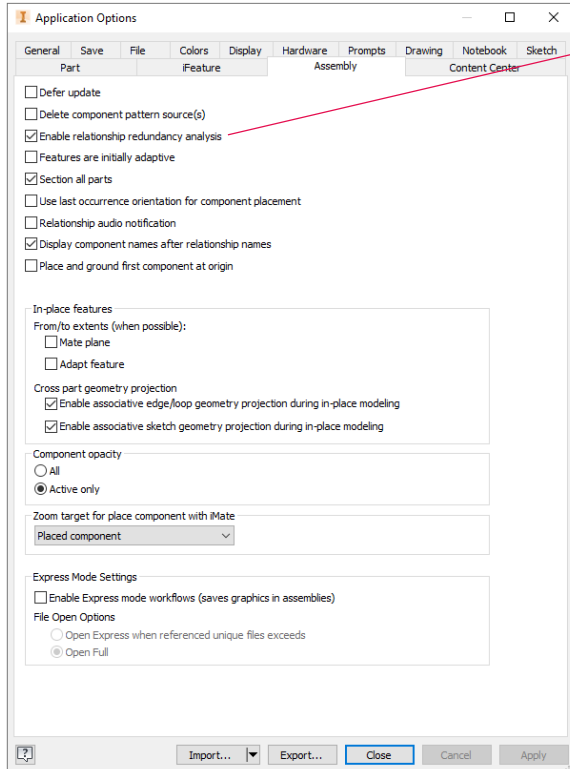 Application Options
General Save File Colors Display Hardware Prompts Drawing Notebook Sketch
Part iFeature Assembly Content Center
Defer update
Delete component pattern source(s)
Enable relationship redundancy analysis
Features are initially adaptive
Section all parts
Use last occurrence orientation for component placement
Relationship audio notification
Display component names after relationship names
Place and ground first component at origin
In-place features
From/to extents (when possible):
Mate plane
Adapt feature
Cross part geometry projection
Enable associative edge/loop geometry projection during in-place modeling
Enable associative sketch geometry projection during in-place modeling
Component opacity
All
Active only
Zoom target for place component with iMate
Placed component
Express Mode Settings
Enable Express mode workflows (saves graphics in assemblies)
File Open Options
Open Express when referenced unique files exceeds
Open Full
? Import... Export... Close Cancel Apply